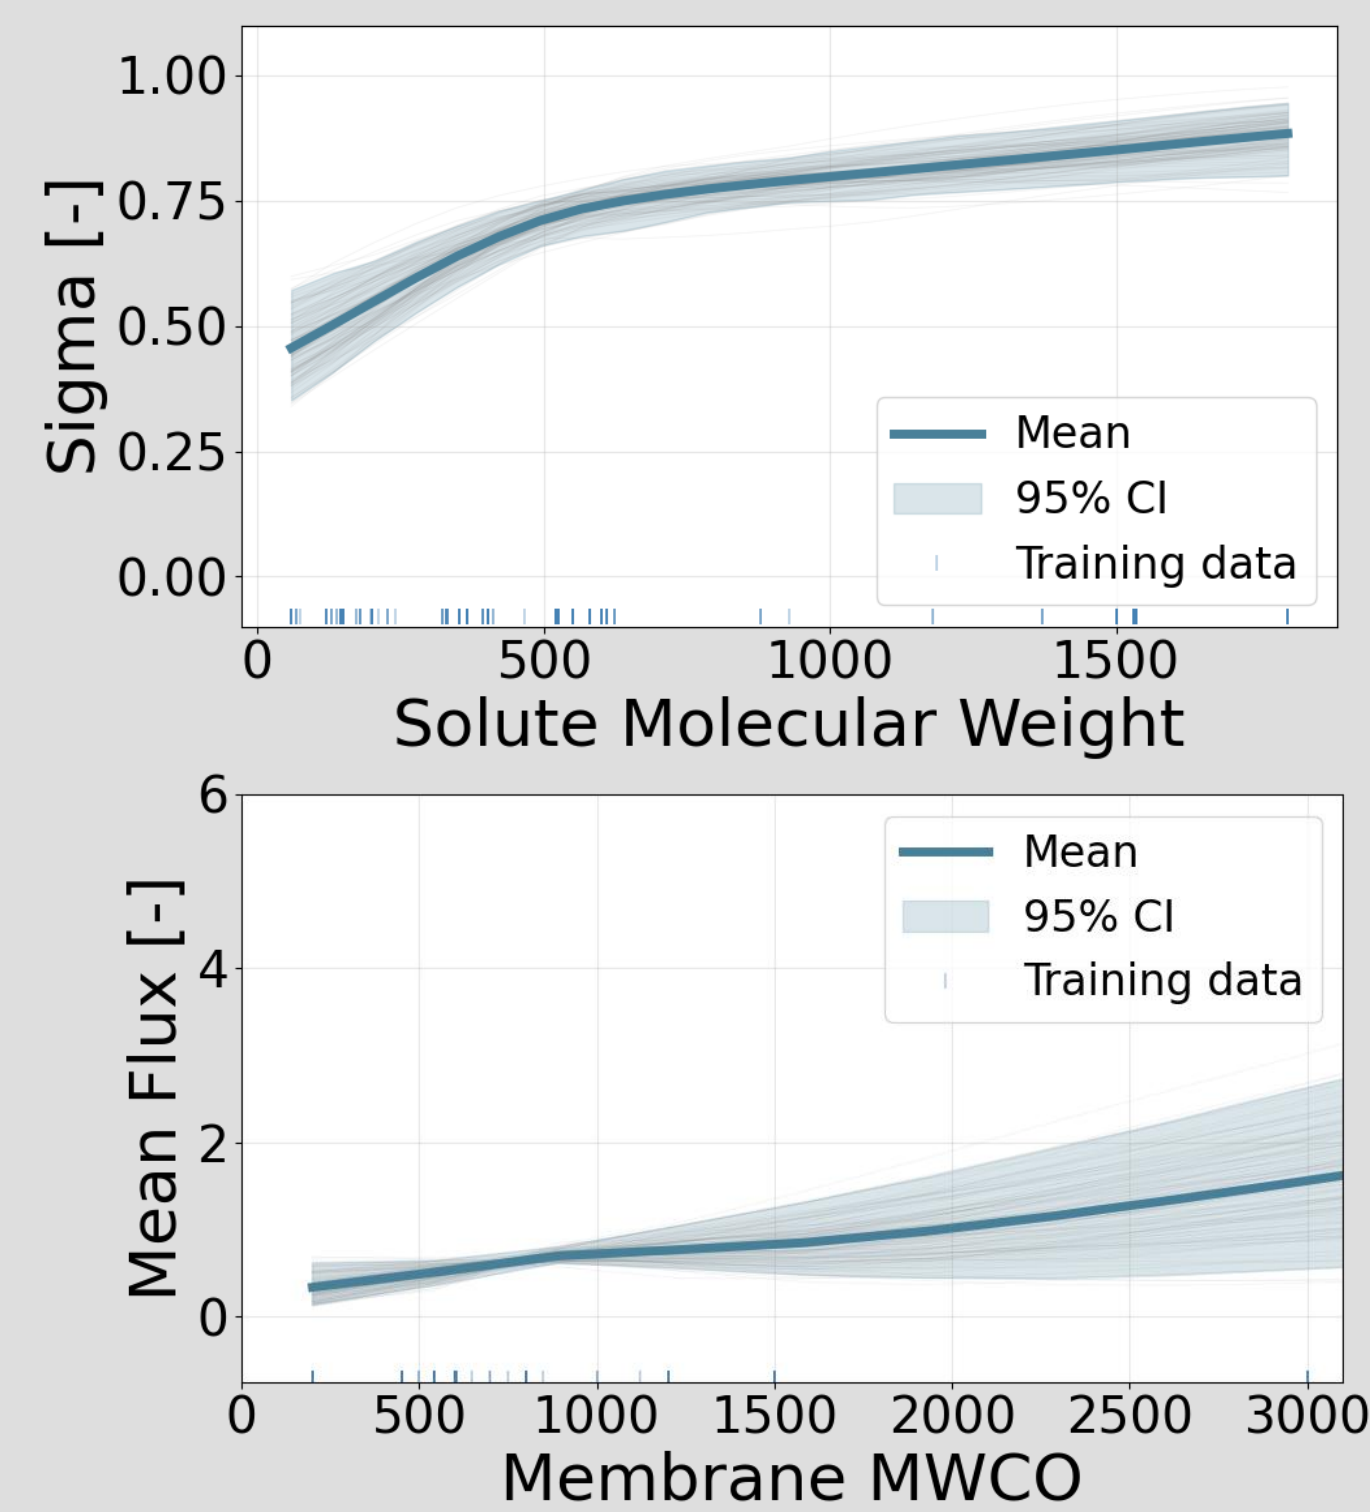 1.00
0.75
0.50
0.25
0.00
Sigma [-]
Mean
95% CI
Training data
0 500 1000 1500
Solute Molecular Weight
6
4
2
0
Mean Flux [-]
Mean
95% CI
Training data
0 500 1000 1500 2000 2500 3000
Membrane MWCO